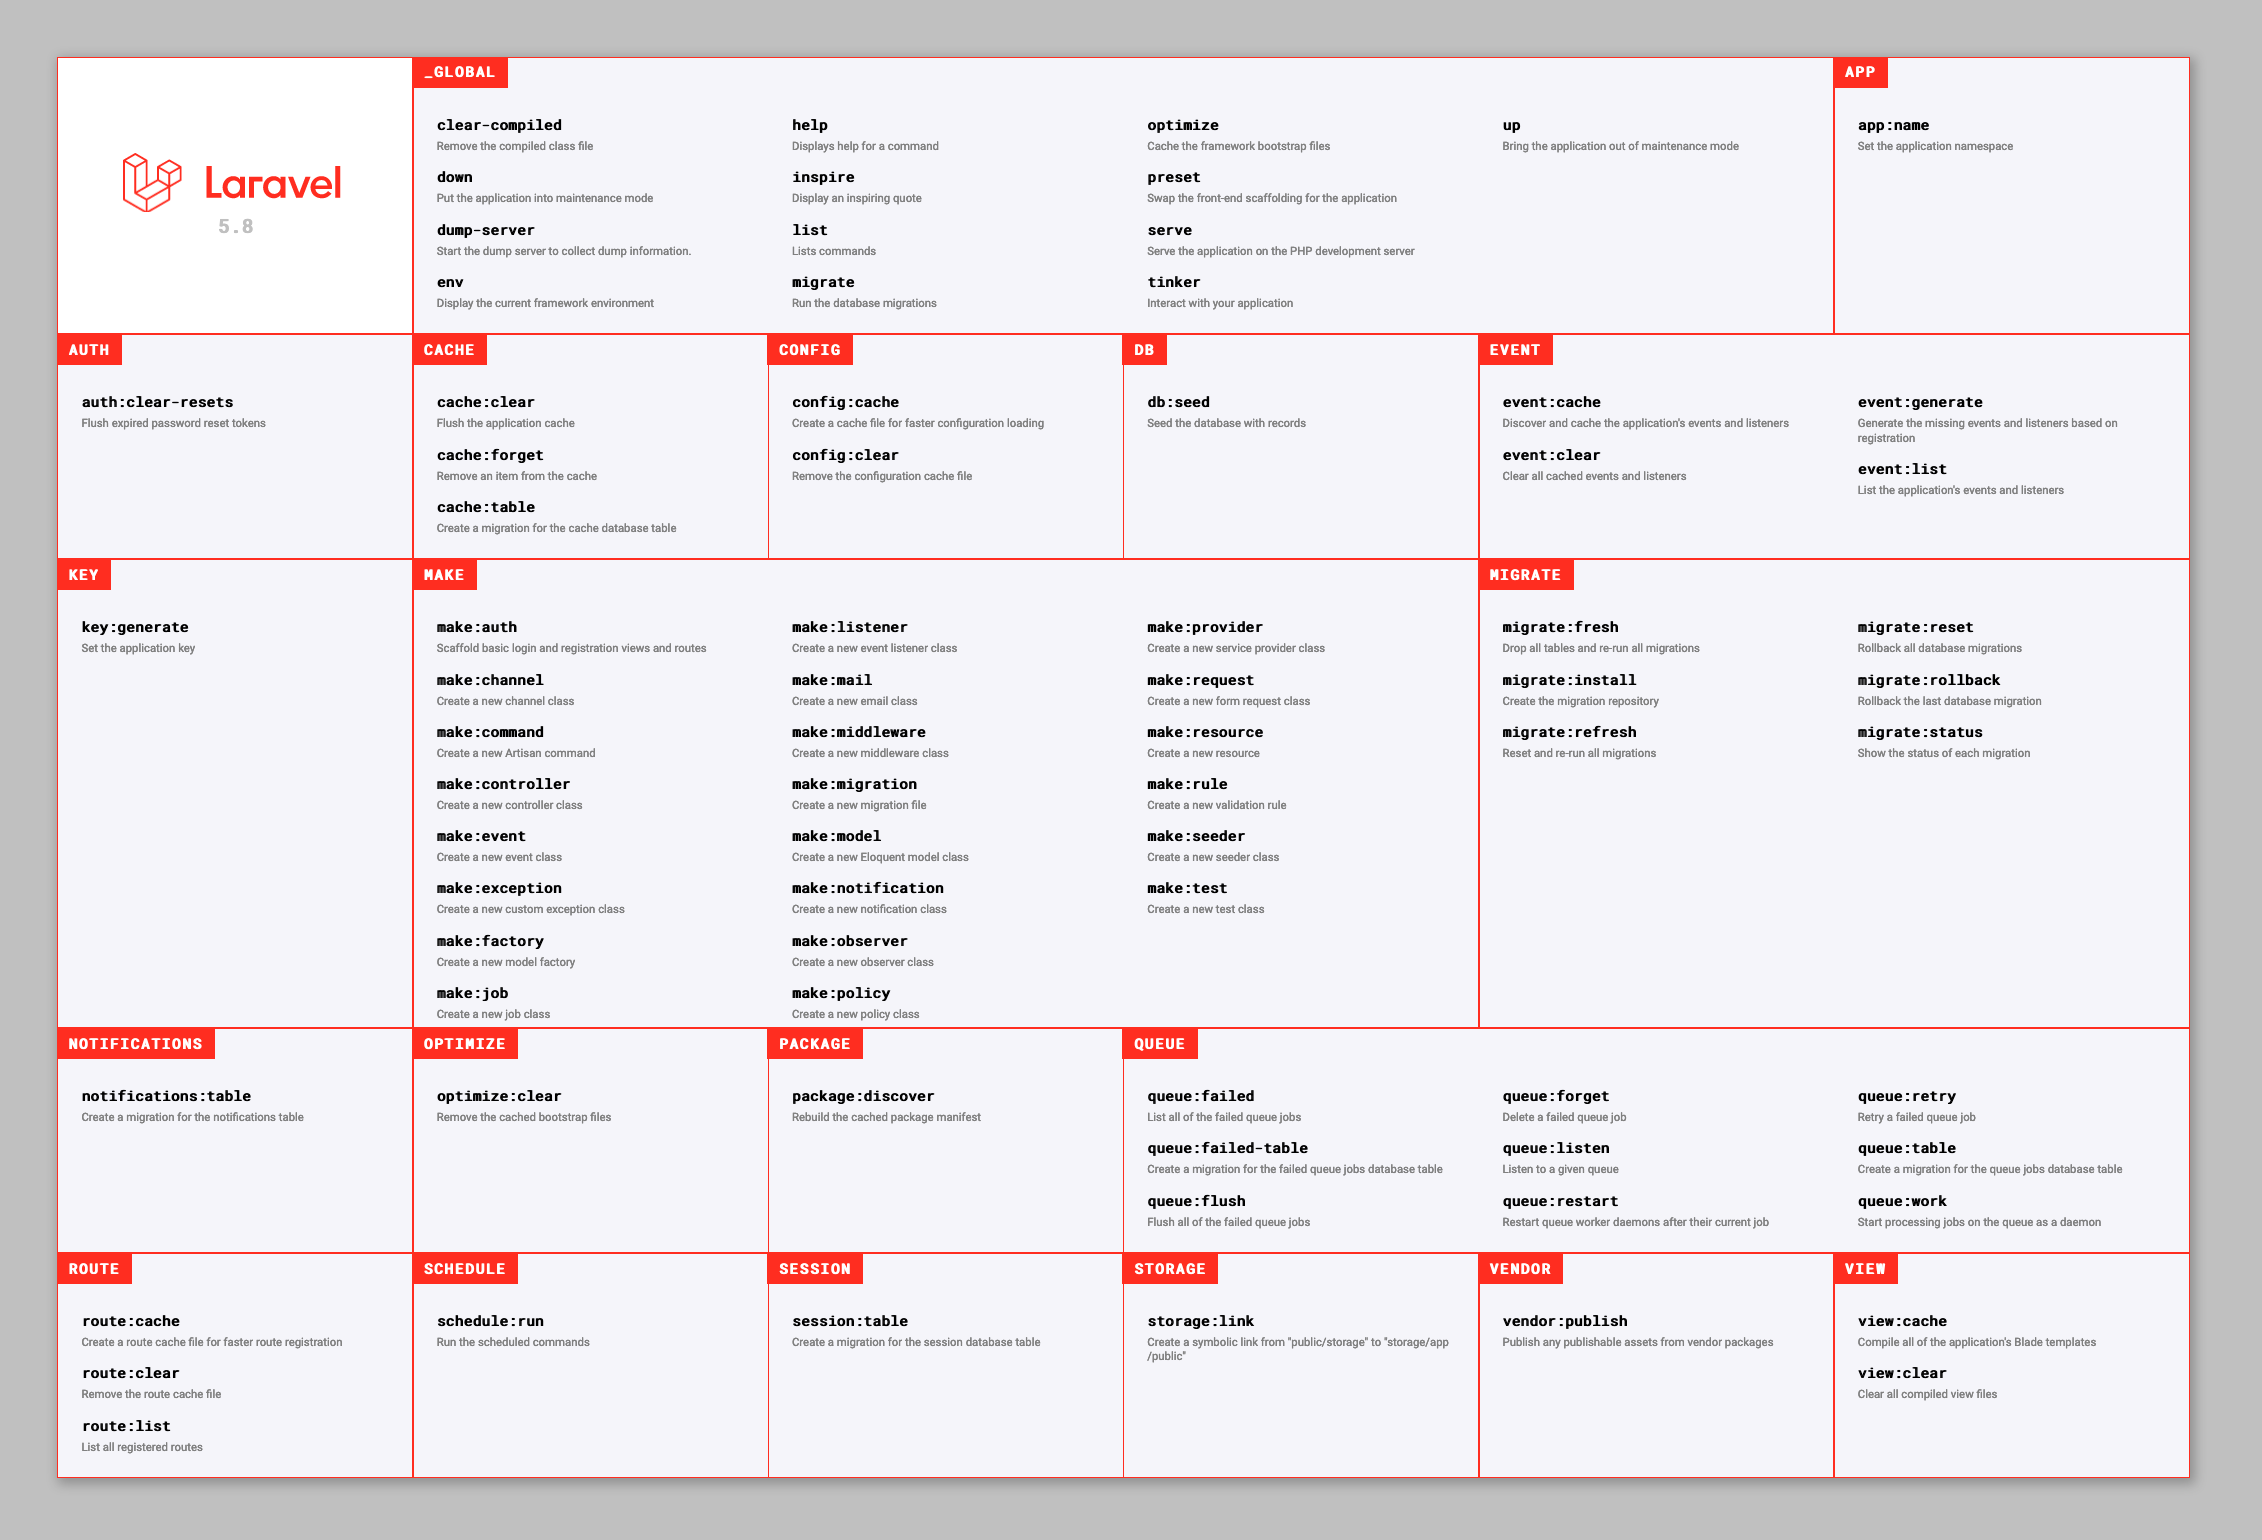 Laravel
5.8
_GLOBAL
clear-compiled
Remove the compiled class file
down
Put the application into maintenance mode
dump-server
Start the dump server to collect dump information.
env
Display the current framework environment
help
Displays help for a command
inspire
Display an inspiring quote
list
Lists commands
migrate
Run the database migrations
optimize
Cache the framework bootstrap files
preset
Swap the front-end scaffolding for the application
serve
Serve the application on the PHP development server
tinker
Interact with your application
up
Bring the application out of maintenance mode
APP
app:name
Set the application namespace
AUTH
auth:clear-resets
Flush expired password reset tokens
CACHE
cache:clear
Flush the application cache
cache:forget
Remove an item from the cache
cache:table
Create a migration for the cache database table
CONFIG
config:cache
Create a cache file for faster configuration loading
config:clear
Remove the configuration cache file
DB
db:seed
Seed the database with records
EVENT
event:cache
Discover and cache the application's events and listeners
event:clear
Clear all cached events and listeners
event:generate
Generate the missing events and listeners based on
registration
event:list
List the application's events and listeners
KEY
key:generate
Set the application key
MAKE
make:auth
Scaffold basic login and registration views and routes
make:channel
Create a new channel class
make:command
Create a new Artisan command
make:controller
Create a new controller class
make:event
Create a new event class
make:exception
Create a new custom exception class
make:factory
Create a new model factory
make:job
Create a new job class
make:listener
Create a new event listener class
make:mail
Create a new email class
make:middleware
Create a new middleware class
make:migration
Create a new migration file
make:model
Create a new Eloquent model class
make:notification
Create a new notification class
make:observer
Create a new observer class
make:policy
Create a new policy class
make:provider
Create a new service provider class
make:request
Create a new form request class
make:resource
Create a new resource
make:rule
Create a new validation rule
make:seeder
Create a new seeder class
make:test
Create a new test class
MIGRATE
migrate:fresh
Drop all tables and re-run all migrations
migrate:install
Create the migration repository
migrate:refresh
Reset and re-run all migrations
migrate:reset
Rollback all database migrations
migrate:rollback
Rollback the last database migration
migrate:status
Show the status of each migration
NOTIFICATIONS
notifications:table
Create a migration for the notifications table
OPTIMIZE
optimize:clear
Remove the cached bootstrap files
PACKAGE
package:discover
Rebuild the cached package manifest
QUEUE
queue:failed
List all of the failed queue jobs
queue:failed-table
Create a migration for the failed queue jobs database table
queue:flush
Flush all of the failed queue jobs
queue:forget
Delete a failed queue job
queue:listen
Listen to a given queue
queue:restart
Restart queue worker daemons after their current job
queue:retry
Retry a failed queue job
queue:table
Create a migration for the queue jobs database table
queue:work
Start processing jobs on the queue as a daemon
ROUTE
route:cache
Create a route cache file for faster route registration
route:clear
Remove the route cache file
route:list
List all registered routes
SCHEDULE
schedule:run
Run the scheduled commands
SESSION
session:table
Create a migration for the session database table
STORAGE
storage:link
Create a symbolic link from "public/storage" to "storage/app
/public"
VENDOR
vendor:publish
Publish any publishable assets from vendor packages
VIEW
view:cache
Compile all of the application's Blade templates
view:clear
Clear all compiled view files